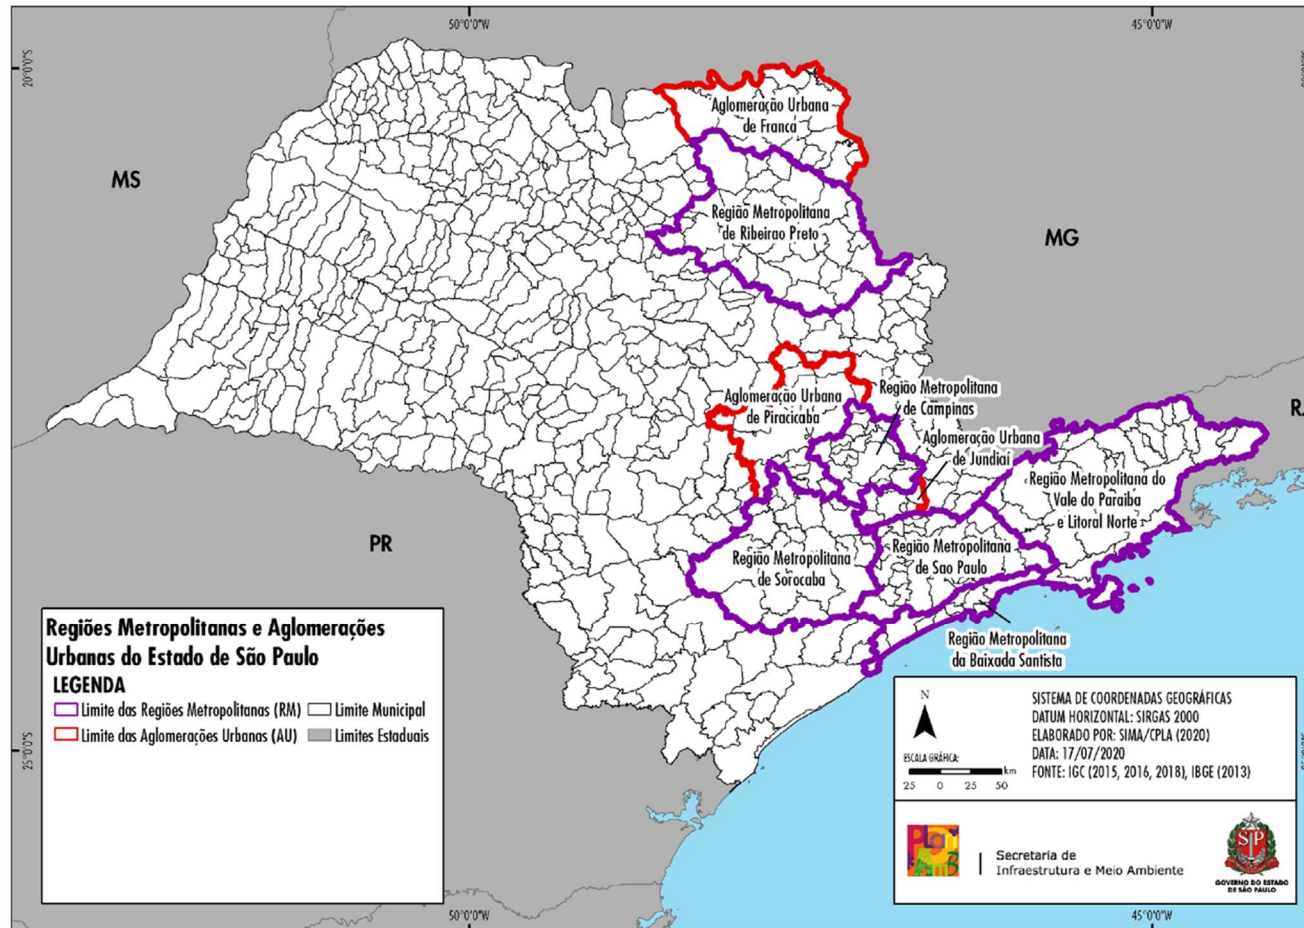 50°0'0"W
45°0'0"W
20°0'0"S
Aglomeração Urbana
de Franca
MS
Região Metropolitana
de Ribeirao Preto
MG
Região Metropolitana
de Campinas
Aglomeração Urbana
de Piracicaba
Aglomeração Urbana
de Jundiaí
Região Metropolitana do
Vale do Paraiba
e Litoral Norte
PR
Região Metropolitana
de Sorocaba
Região Metropolitana
de Sao Paulo
Região Metropolitana
da Baixada Santista
Regiões Metropolitanas e Aglomerações
Urbanas do Estado de São Paulo
LEGENDA
Limite das Regiões Metropolitanas (RM)
Limite Municipal
Limite das Aglomerações Urbanas (AU)
Limites Estaduais
25°0'0"S
N
ESCALA GRÁFICA:
25 0 25 50 km
SISTEMA DE COORDENADAS GEOGRÁFICAS
DATUM HORIZONTAL: SIRGAS 2000
ELABORADO POR: SIMA/CPLA (2020)
DATA: 17/07/2020
FONTE: IGC (2015, 2016, 2018), IBGE (2013)
Secretaria de
Infraestrutura e Meio Ambiente
SP
GOVERNO DO ESTADO
DE SÃO PAULO
50°0'0"W
45°0'0"W